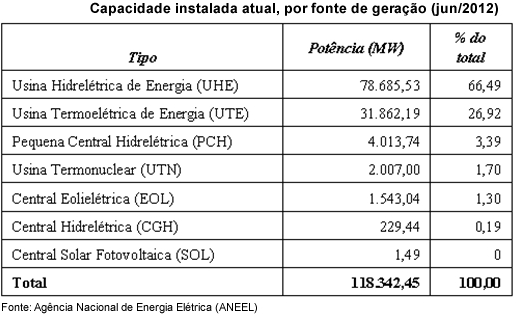 Capacidade instalada atual, por fonte de geração (jun/2012)
Tipo Potência (MW) % do total
Usina Hidrelétrica de Energia (UHE) 78.685,53 66,49
Usina Termoelétrica de Energia (UTE) 31.862,19 26,92
Pequena Central Hidrelétrica (PCH) 4.013,74 3,39
Usina Termonuclear (UTN) 2.007,00 1,70
Central Eolielétrica (EOL) 1.543,04 1,30
Central Hidrelétrica (CGH) 229,44 0,19
Central Solar Fotovoltaica (SOL) 1,49 0
Total 118.342,45 100,00
Fonte: Agência Nacional de Energia Elétrica (ANEEL)